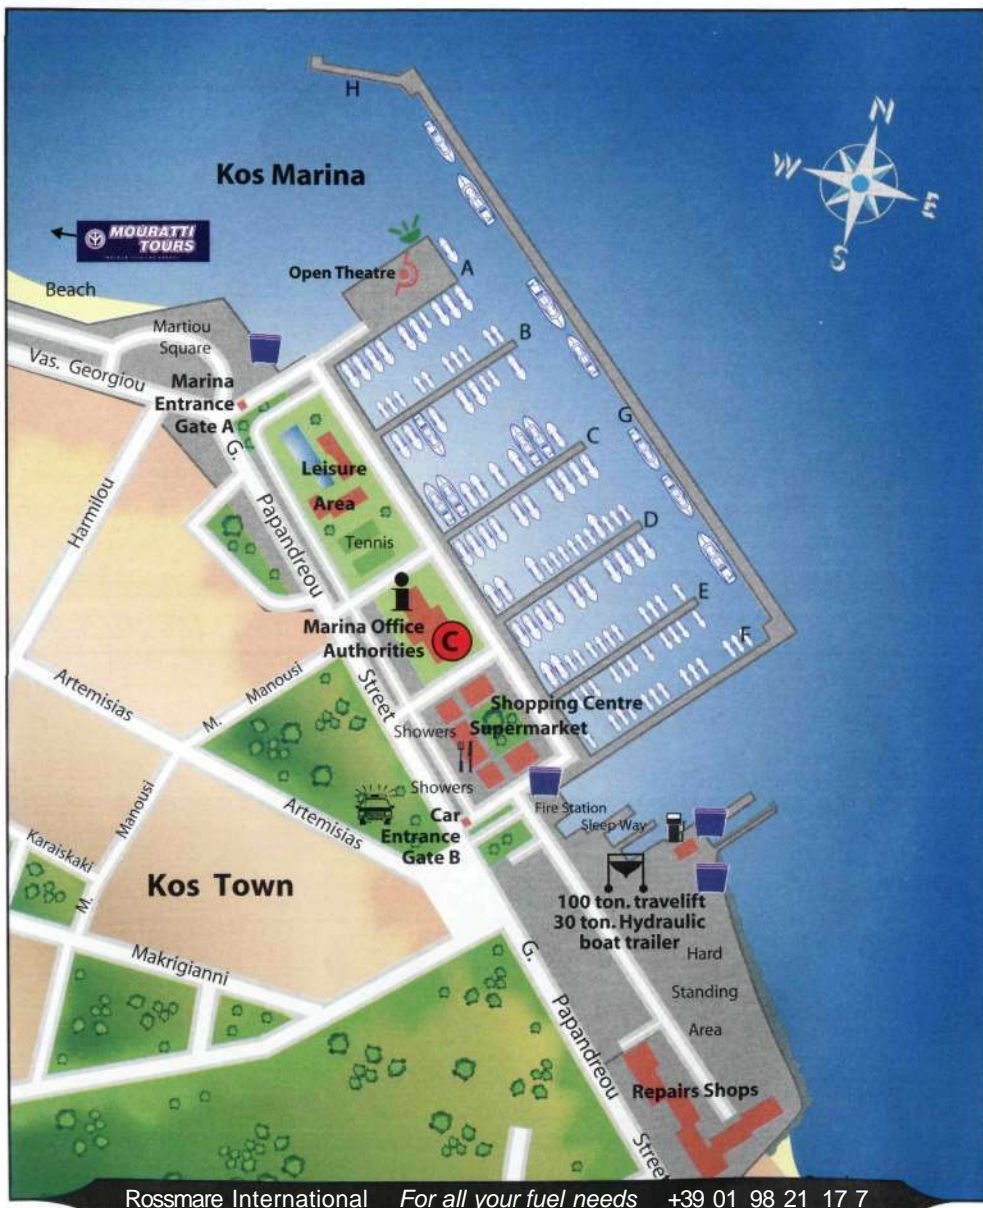 H
Kos Marina
N
W
E
S
MOURATTI
TOURS
Open Theatre
A
Beach
Martiou
Square
B
Vas. Georgiou
Marina
Entrance
Gate A
G.
Papandreou
Street
G
C
Leisure
Area
Harmilou
D
Tennis
E
Marina Office
Authorities
C
F
M. Manousi
Artemisias
Shopping Centre
Showers
Supermarket
Showers
Fire Station
Sleep Way
Car
Entrance
Gate B
Artemisias
M. Manousi
Karaiskaki
Kos Town
100 ton. travelift
30 ton. Hydraulic
boat trailer
Hard
Standing
Area
Makrigianni
G.
Papandreou
Street
Repairs Shops
Rossmare International For all your fuel needs +39 01 98 21 17 7